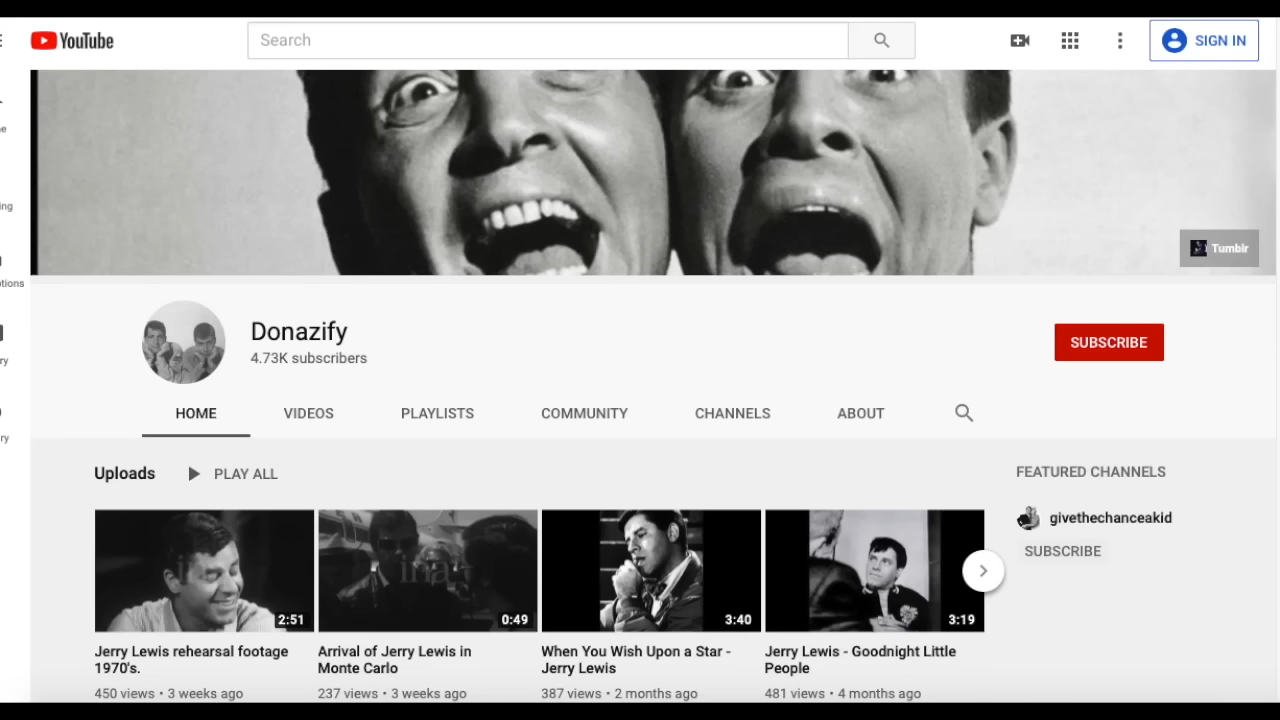 YouTube
Search
SIGN IN
Tumblr
Donazify
4.73K subscribers
SUBSCRIBE
HOME VIDEOS PLAYLISTS COMMUNITY CHANNELS ABOUT
Uploads PLAY ALL
FEATURED CHANNELS
givethechanceakid
SUBSCRIBE
ina
2:51 0:49 3:40 3:19
Jerry Lewis rehearsal footage
1970's.
450 views • 3 weeks ago
Arrival of Jerry Lewis in
Monte Carlo
237 views • 3 weeks ago
When You Wish Upon a Star -
Jerry Lewis
387 views • 2 months ago
Jerry Lewis - Goodnight Little
People
481 views • 4 months ago